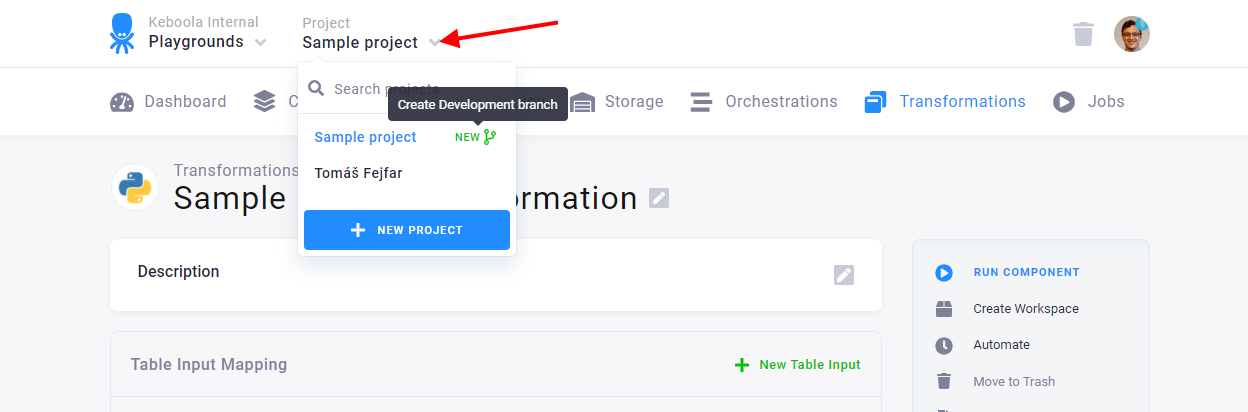 Keboola Internal
Playgrounds
Project
Sample project
Search projects
Create Development branch
Dashboard
C
Storage
Orchestrations
Transformations
Jobs
Sample project
NEW
Tomáš Fejfar
NEW PROJECT
Transformations
Sample ormation
Description
RUN COMPONENT
Create Workspace
Automate
Move to Trash
Table Input Mapping
New Table Input